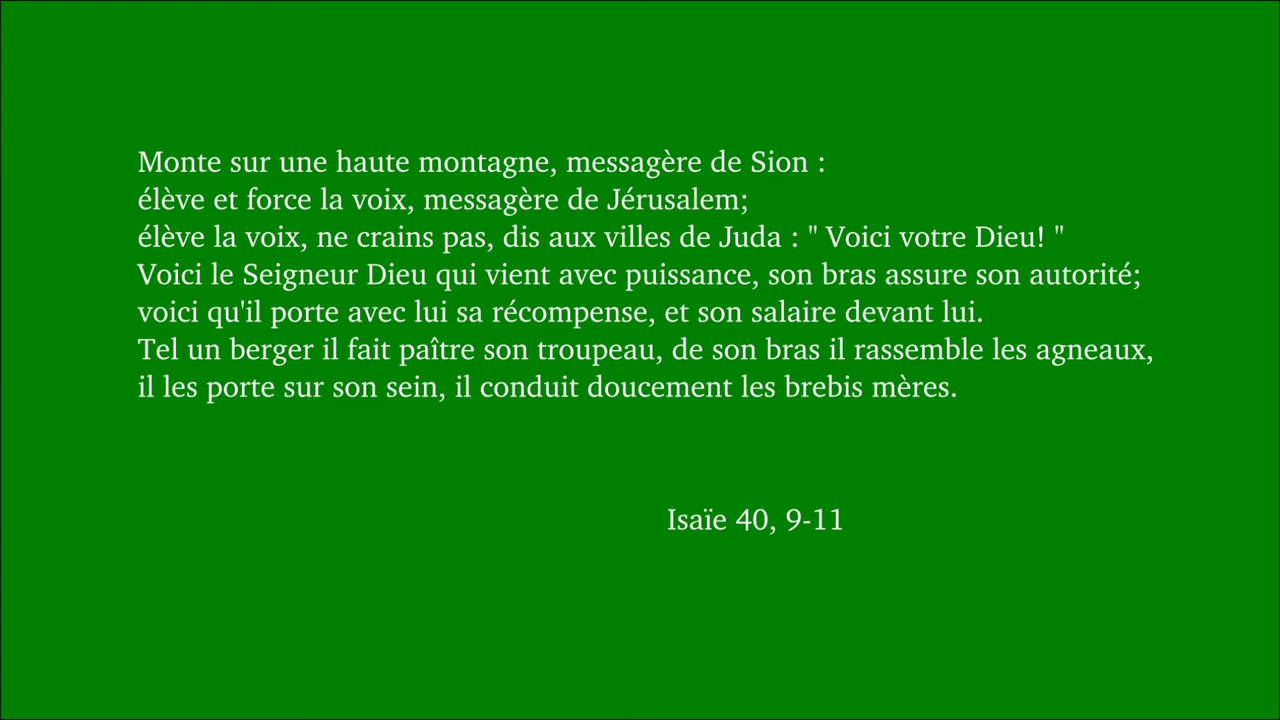 Monte sur une haute montagne, messagère de Sion :
élève et force la voix, messagère de Jérusalem;
élève la voix, ne crains pas, dis aux villes de Juda : " Voici votre Dieu! "
Voici le Seigneur Dieu qui vient avec puissance, son bras assure son autorité;
voici qu'il porte avec lui sa récompense, et son salaire devant lui.
Tel un berger il fait paître son troupeau, de son bras il rassemble les agneaux,
il les porte sur son sein, il conduit doucement les brebis mères.
Isaïe 40, 9-11